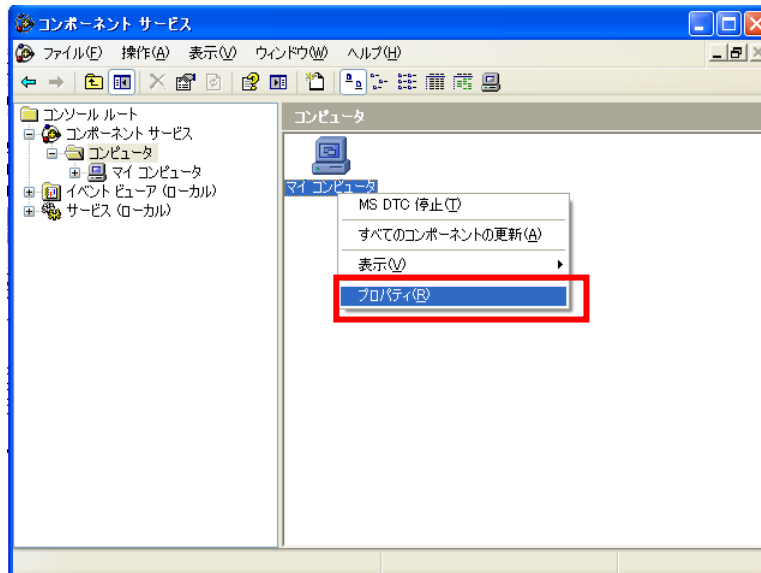 コンポーネント サービス
ファイル(F) 操作(A) 表示(V) ウィンドウ(W) ヘルプ(H)
コンソール ルート
コンポーネント サービス
コンピュータ
マイ コンピュータ
イベント ビューア (ローカル)
サービス (ローカル)
コンピュータ
マイ コンピュータ
MS DTC 停止(T)
すべてのコンポーネントの更新(A)
表示(V)
プロパティ(R)